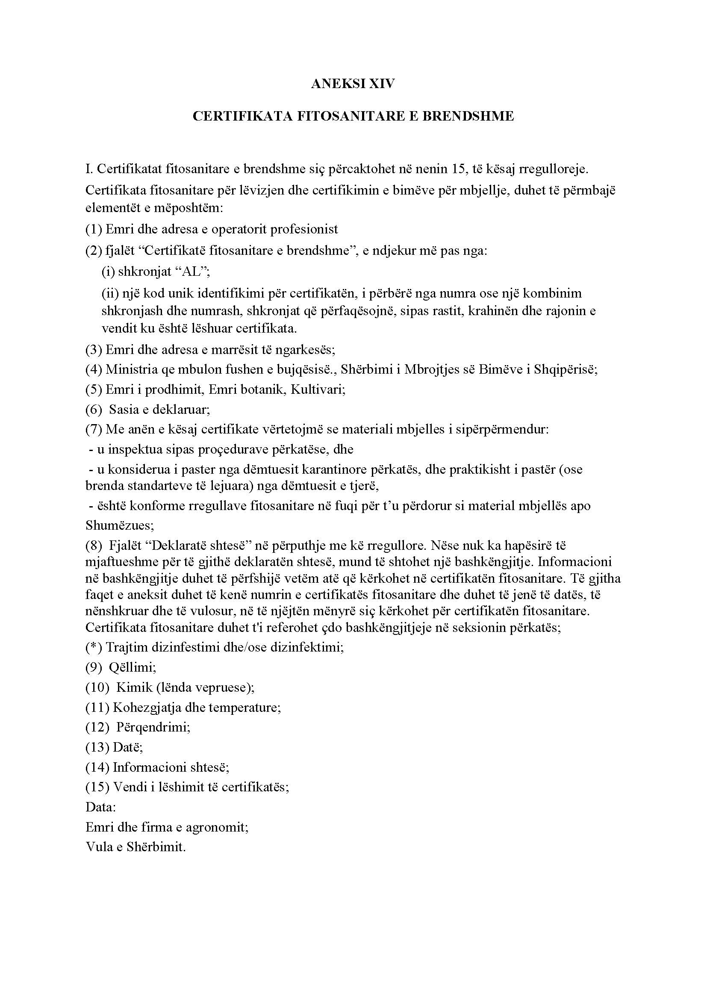 ANEKSI XIV
CERTIFIKATA FITOSANITARE E BRENDSHME
I. Certifikatat fitosanitare e brendshme siç përcaktohet në nenin 15, të kësaj rregulloreje.
Certifikata fitosanitare për lëvizjen dhe certifikimin e bimëve për mbjellje, duhet të përmbajë
elementët e mëposhtëm:
(1) Emri dhe adresa e operatorit profesionist
(2) fjalët “Certifikatë fitosanitare e brendshme”, e ndjekur më pas nga:
(i) shkronjat “AL”;
(ii) një kod unik identifikimi për certifikatën, i përbërë nga numra ose një kombinim
shkronjash dhe numrash, shkronjat që përfaqësojnë, sipas rastit, krahinën dhe rajonin e
vendit ku është lëshuar certifikata.
(3) Emri dhe adresa e marrësit të ngarkesës;
(4) Ministria qe mbulon fushen e bujqësisë., Shërbimi i Mbrojtjes së Bimëve i Shqipërisë;
(5) Emri i prodhimit, Emri botanik, Kultivari;
(6)  Sasia e deklaruar;
(7) Me anën e kësaj certifikate vërtetojmë se materiali mbjelles i sipërpërmendur:
- u inspektua sipas proçedurave përkatëse, dhe
- u konsiderua i paster nga dëmtuesit karantinore përkatës, dhe praktikisht i pastër (ose
brenda standarteve të lejuara) nga dëmtuesit e tjerë,
- është konforme rregullave fitosanitare në fuqi për t’u përdorur si material mbjellës apo
Shumëzues;
(8)  Fjalët “Deklaratë shtesë” në përputhje me kë rregullore. Nëse nuk ka hapësirë të
mjaftueshme për të gjithë deklaratën shtesë, mund të shtohet një bashkëngjitje. Informacioni
në bashkëngjitje duhet të përfshijë vetëm atë që kërkohet në certifikatën fitosanitare. Të gjitha
faqet e aneksit duhet të kenë numrin e certifikatës fitosanitare dhe duhet të jenë të datës, të
nënshkruar dhe të vulosur, në të njëjtën mënyrë siç kërkohet për certifikatën fitosanitare.
Certifikata fitosanitare duhet t'i referohet çdo bashkëngjitjeje në seksionin përkatës;
(*) Trajtim dizinfestimi dhe/ose dizinfektimi;
(9)  Qëllimi;
(10)  Kimik (lënda vepruese);
(11) Kohezgjatja dhe temperature;
(12)  Përqendrimi;
(13) Datë;
(14) Informacioni shtesë;
(15) Vendi i lëshimit të certifikatës;
Data:
Emri dhe firma e agronomit;
Vula e Shërbimit.